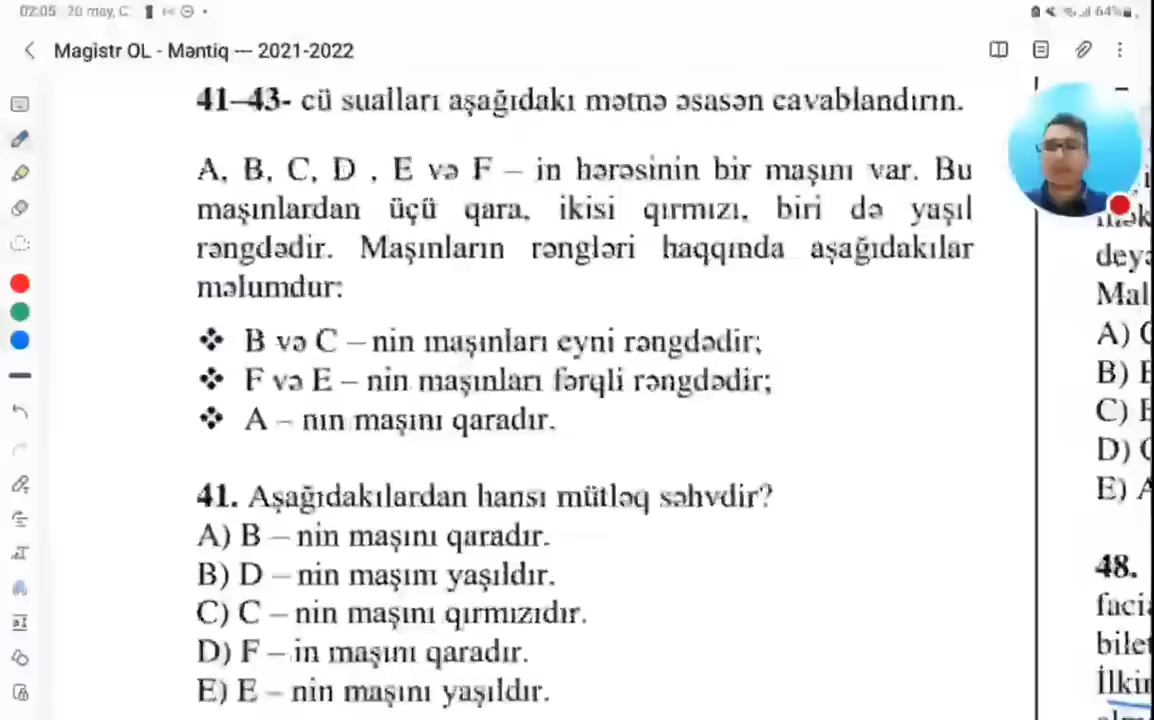 02:05 20 may, C.
64%
Magistr OL - Məntiq --- 2021-2022
41–43- cü sualları aşağıdakı mətnə əsasən cavablandırın.
A, B, C, D , E və F – in hərəsinin bir maşını var. Bu
maşınlardan üçü qara, ikisi qırmızı, biri də yaşıl
rəngdədir. Maşınların rəngləri haqqında aşağıdakılar
məlumdur:
❖ B və C – nin maşınları eyni rəngdədir;
❖ F və E – nin maşınları fərqli rəngdədir;
❖ A – nın maşını qaradır.
41. Aşağıdakılardan hansı mütləq səhvdir?
A) B – nin maşını qaradır.
B) D – nin maşını yaşıldır.
C) C – nin maşını qırmızıdır.
D) F – in maşını qaradır.
E) E – nin maşını yaşıldır.
Mal
A)
B)
C)
D)
E) A
48.